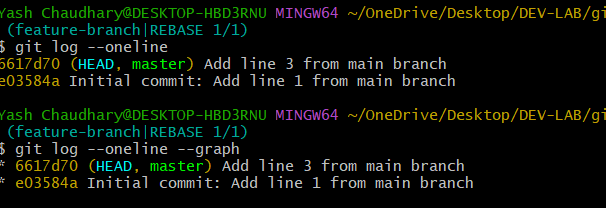 Yash Chaudhary@DESKTOP-HBD3RNU MINGW64 ~/OneDrive/Desktop/DEV-LAB/gi
(feature-branch|REBASE 1/1)
$ git log --oneline
6617d70 (HEAD, master) Add line 3 from main branch
e03584a Initial commit: Add line 1 from main branch
Yash Chaudhary@DESKTOP-HBD3RNU MINGW64 ~/OneDrive/Desktop/DEV-LAB/gi
(feature-branch|REBASE 1/1)
$ git log --oneline --graph
* 6617d70 (HEAD, master) Add line 3 from main branch
* e03584a Initial commit: Add line 1 from main branch